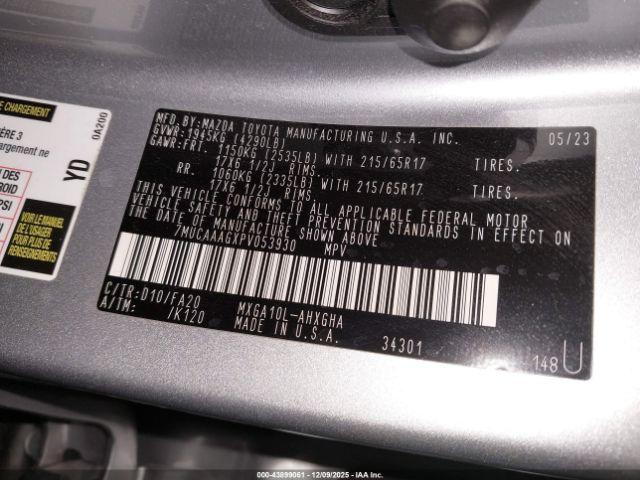 E CHARGEMENT
ÈRE 3
hargement ne
YD
0A200
DES
ROID
PSI
PSI
VOIR MANUEL
DE L'USAGER
POUR PLUS DE
MFD.BY:MAZDA TOYOTA MANUFACTURING U.S.A. INC. 05/23
GVWR:1945KG (4290LB)
GAWR:FRT. 1150KG (2535LB) WITH 215/65R17 TIRES.
17X6 1/2J RIMS.
RR. 1060KG (2335LB) WITH 215/65R17 TIRES.
17X6 1/2J RIMS.
THIS VEHICLE CONFORMS TO ALL APPLICABLE FEDERAL MOTOR
VEHICLE SAFETY AND THEFT PREVENTION STANDARDS IN EFFECT ON
THE DATE OF MANUFACTURE SHOWN ABOVE.
7MUCAAAGXPV053930 MPV
C/TR:D10/FA20 MXGA10L-AHXGHA
A/TM: /K120 MADE IN U.S.A.
34301
148 U
000-43899061 - 12/09/2025 - IAA Inc.